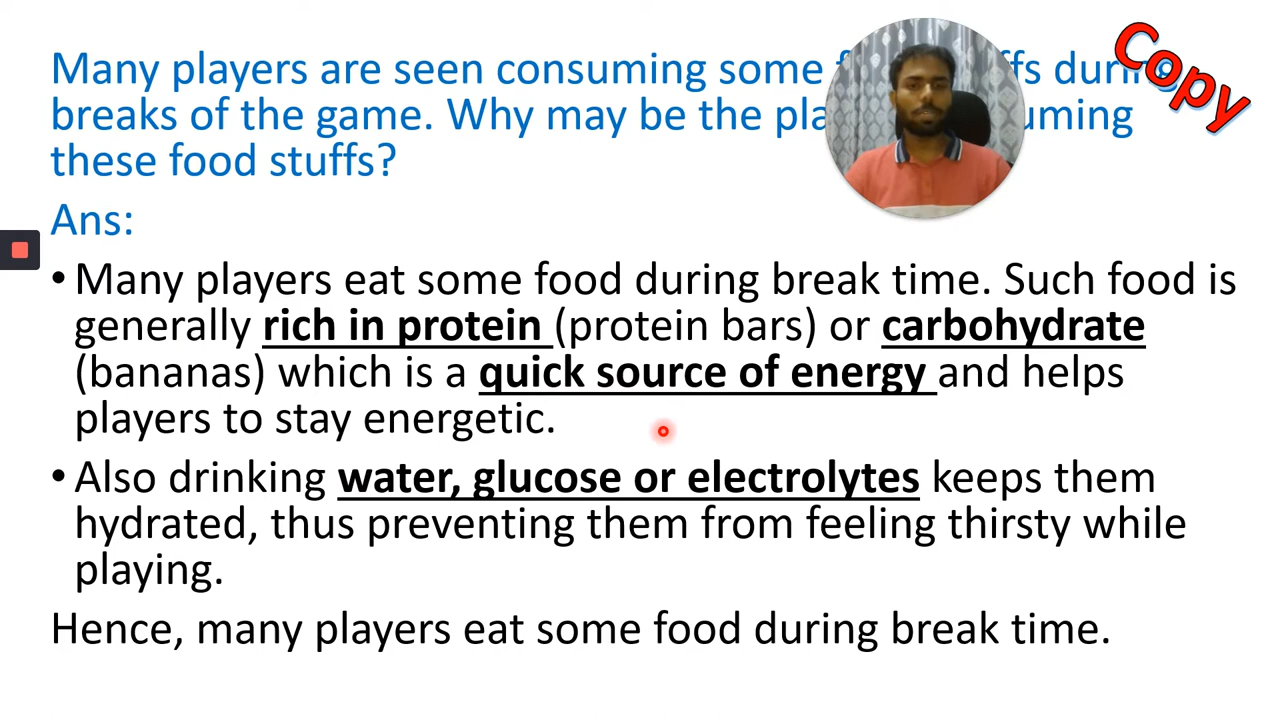 Many players are seen consuming some f ffs during
breaks of the game. Why may be the pla uming
these food stuffs?
Copy
Ans:
• Many players eat some food during break time. Such food is
generally rich in protein (protein bars) or carbohydrate
(bananas) which is a quick source of energy and helps
players to stay energetic.
• Also drinking water, glucose or electrolytes keeps them
hydrated, thus preventing them from feeling thirsty while
playing.
Hence, many players eat some food during break time.